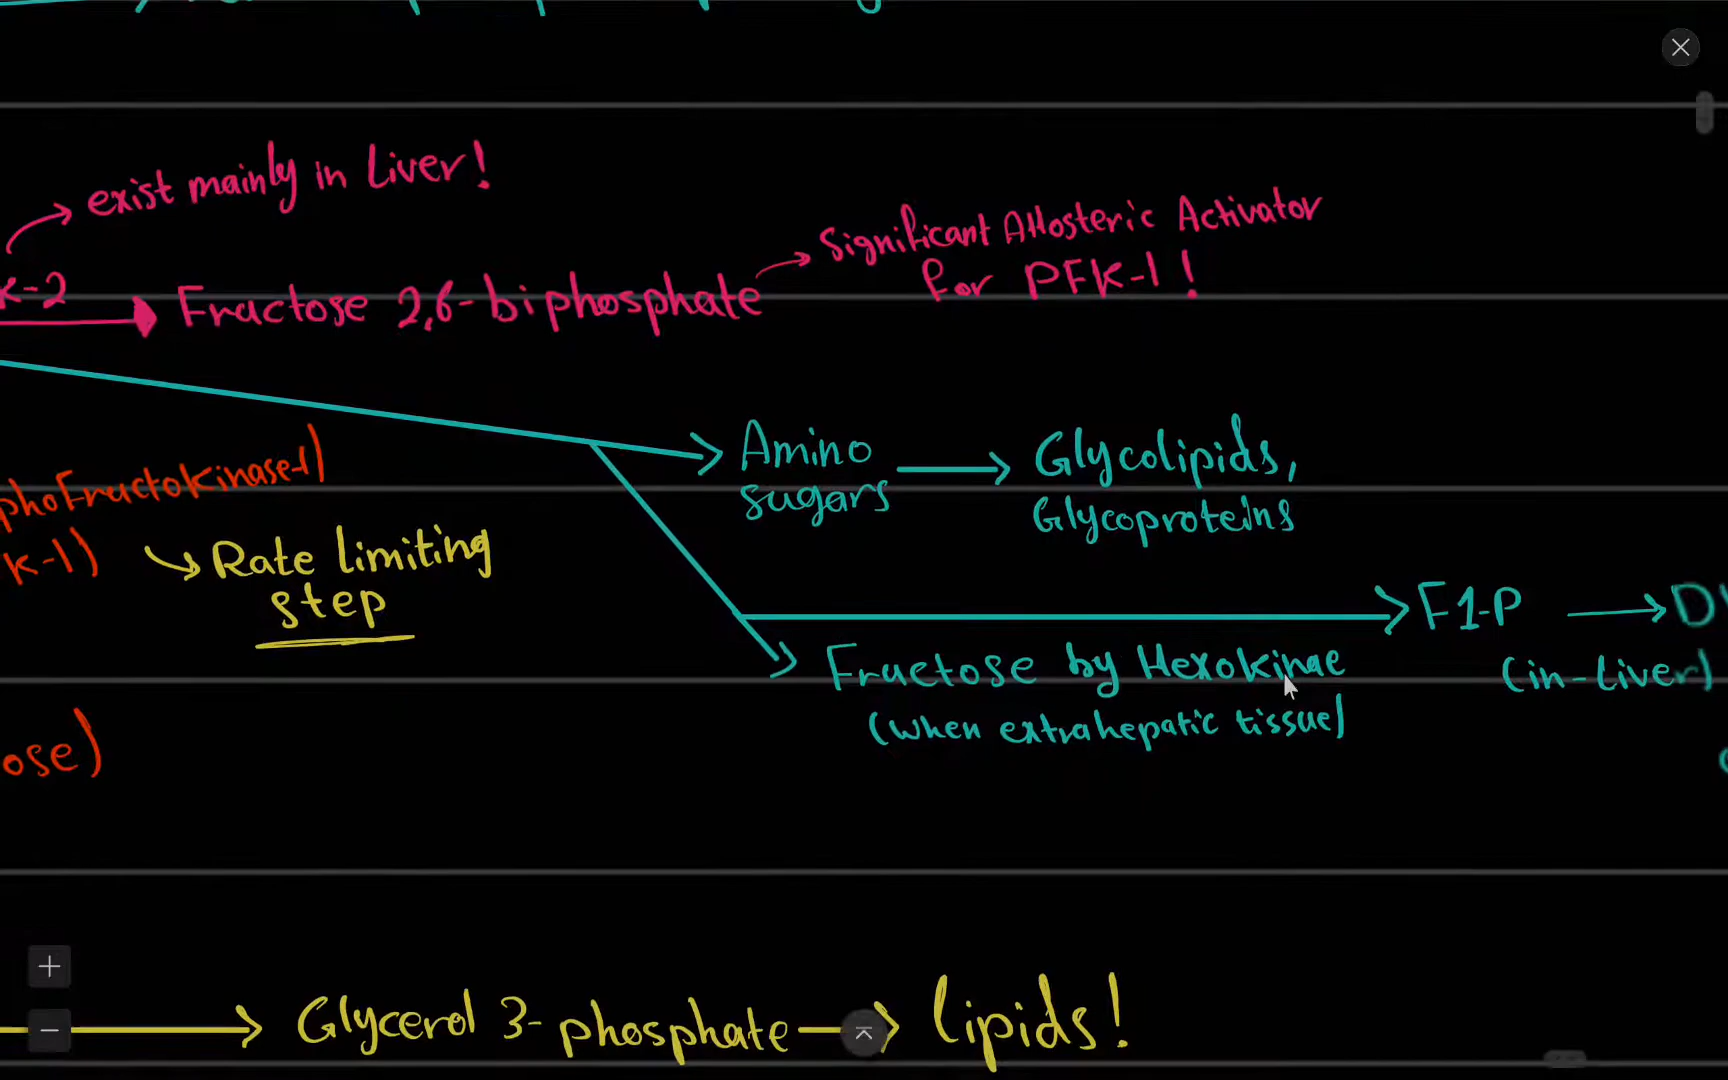 exist mainly in Liver!
K-2
Fructose 2,6-biphosphate
Significant Allosteric Activator
for PFK-1!
Amino
sugars
Glycolipids,
Glycoproteins
phoFructoKinase-1)
K-1)
Rate limiting
step
F1-P
(in-Liver)
Fructose by Hexokinae
(when extrahepatic tissue)
ose)
Glycerol 3-phosphate
lipids!